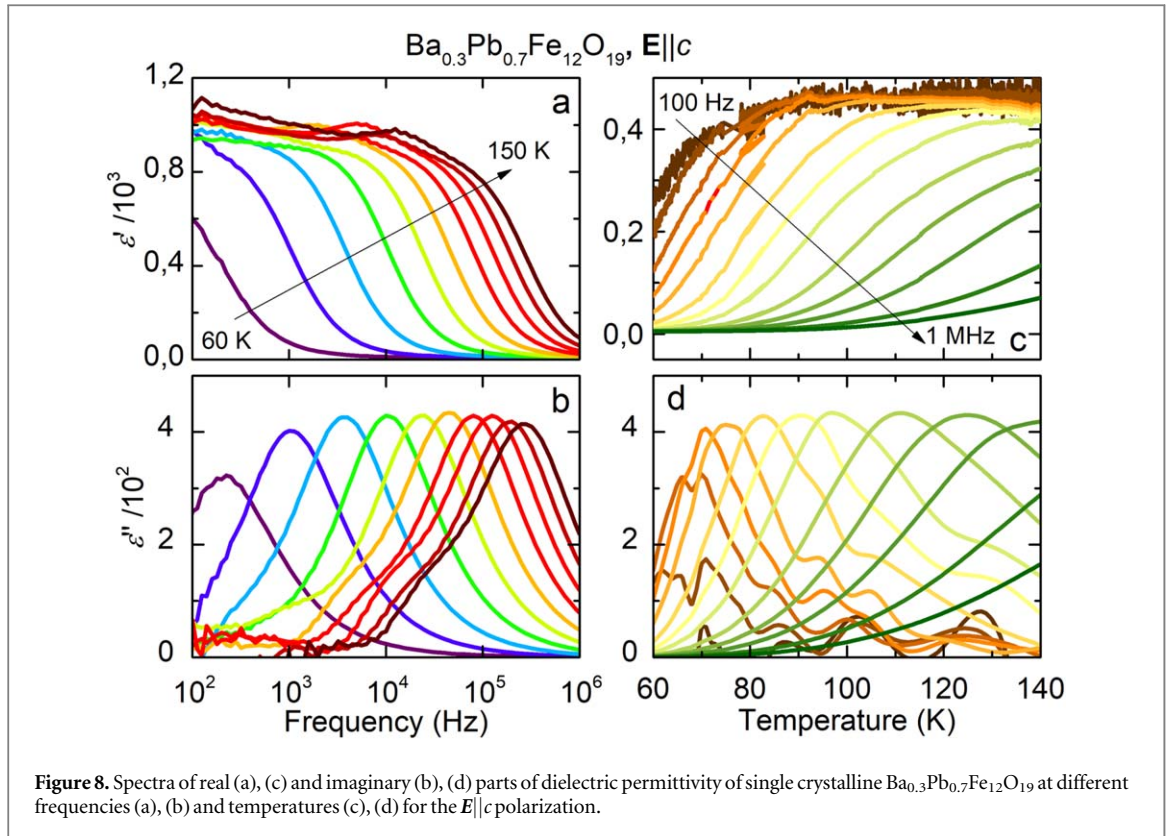 Ba0.3Pb0.7Fe12O19, E||c
1,2
0,8
0,4
0,0
ε' /10³
a
60 K
150 K
0,4
0,2
0,0
100 Hz
1 MHz
c
4
2
0
ε'' /10²
b
10² 10³ 10⁴ 10⁵ 10⁶
Frequency (Hz)
4
2
0
d
60 80 100 120 140
Temperature (K)
Figure 8. Spectra of real (a), (c) and imaginary (b), (d) parts of dielectric permittivity of single crystalline Ba0.3Pb0.7Fe12O19 at different
frequencies (a), (b) and temperatures (c), (d) for the E||c polarization.